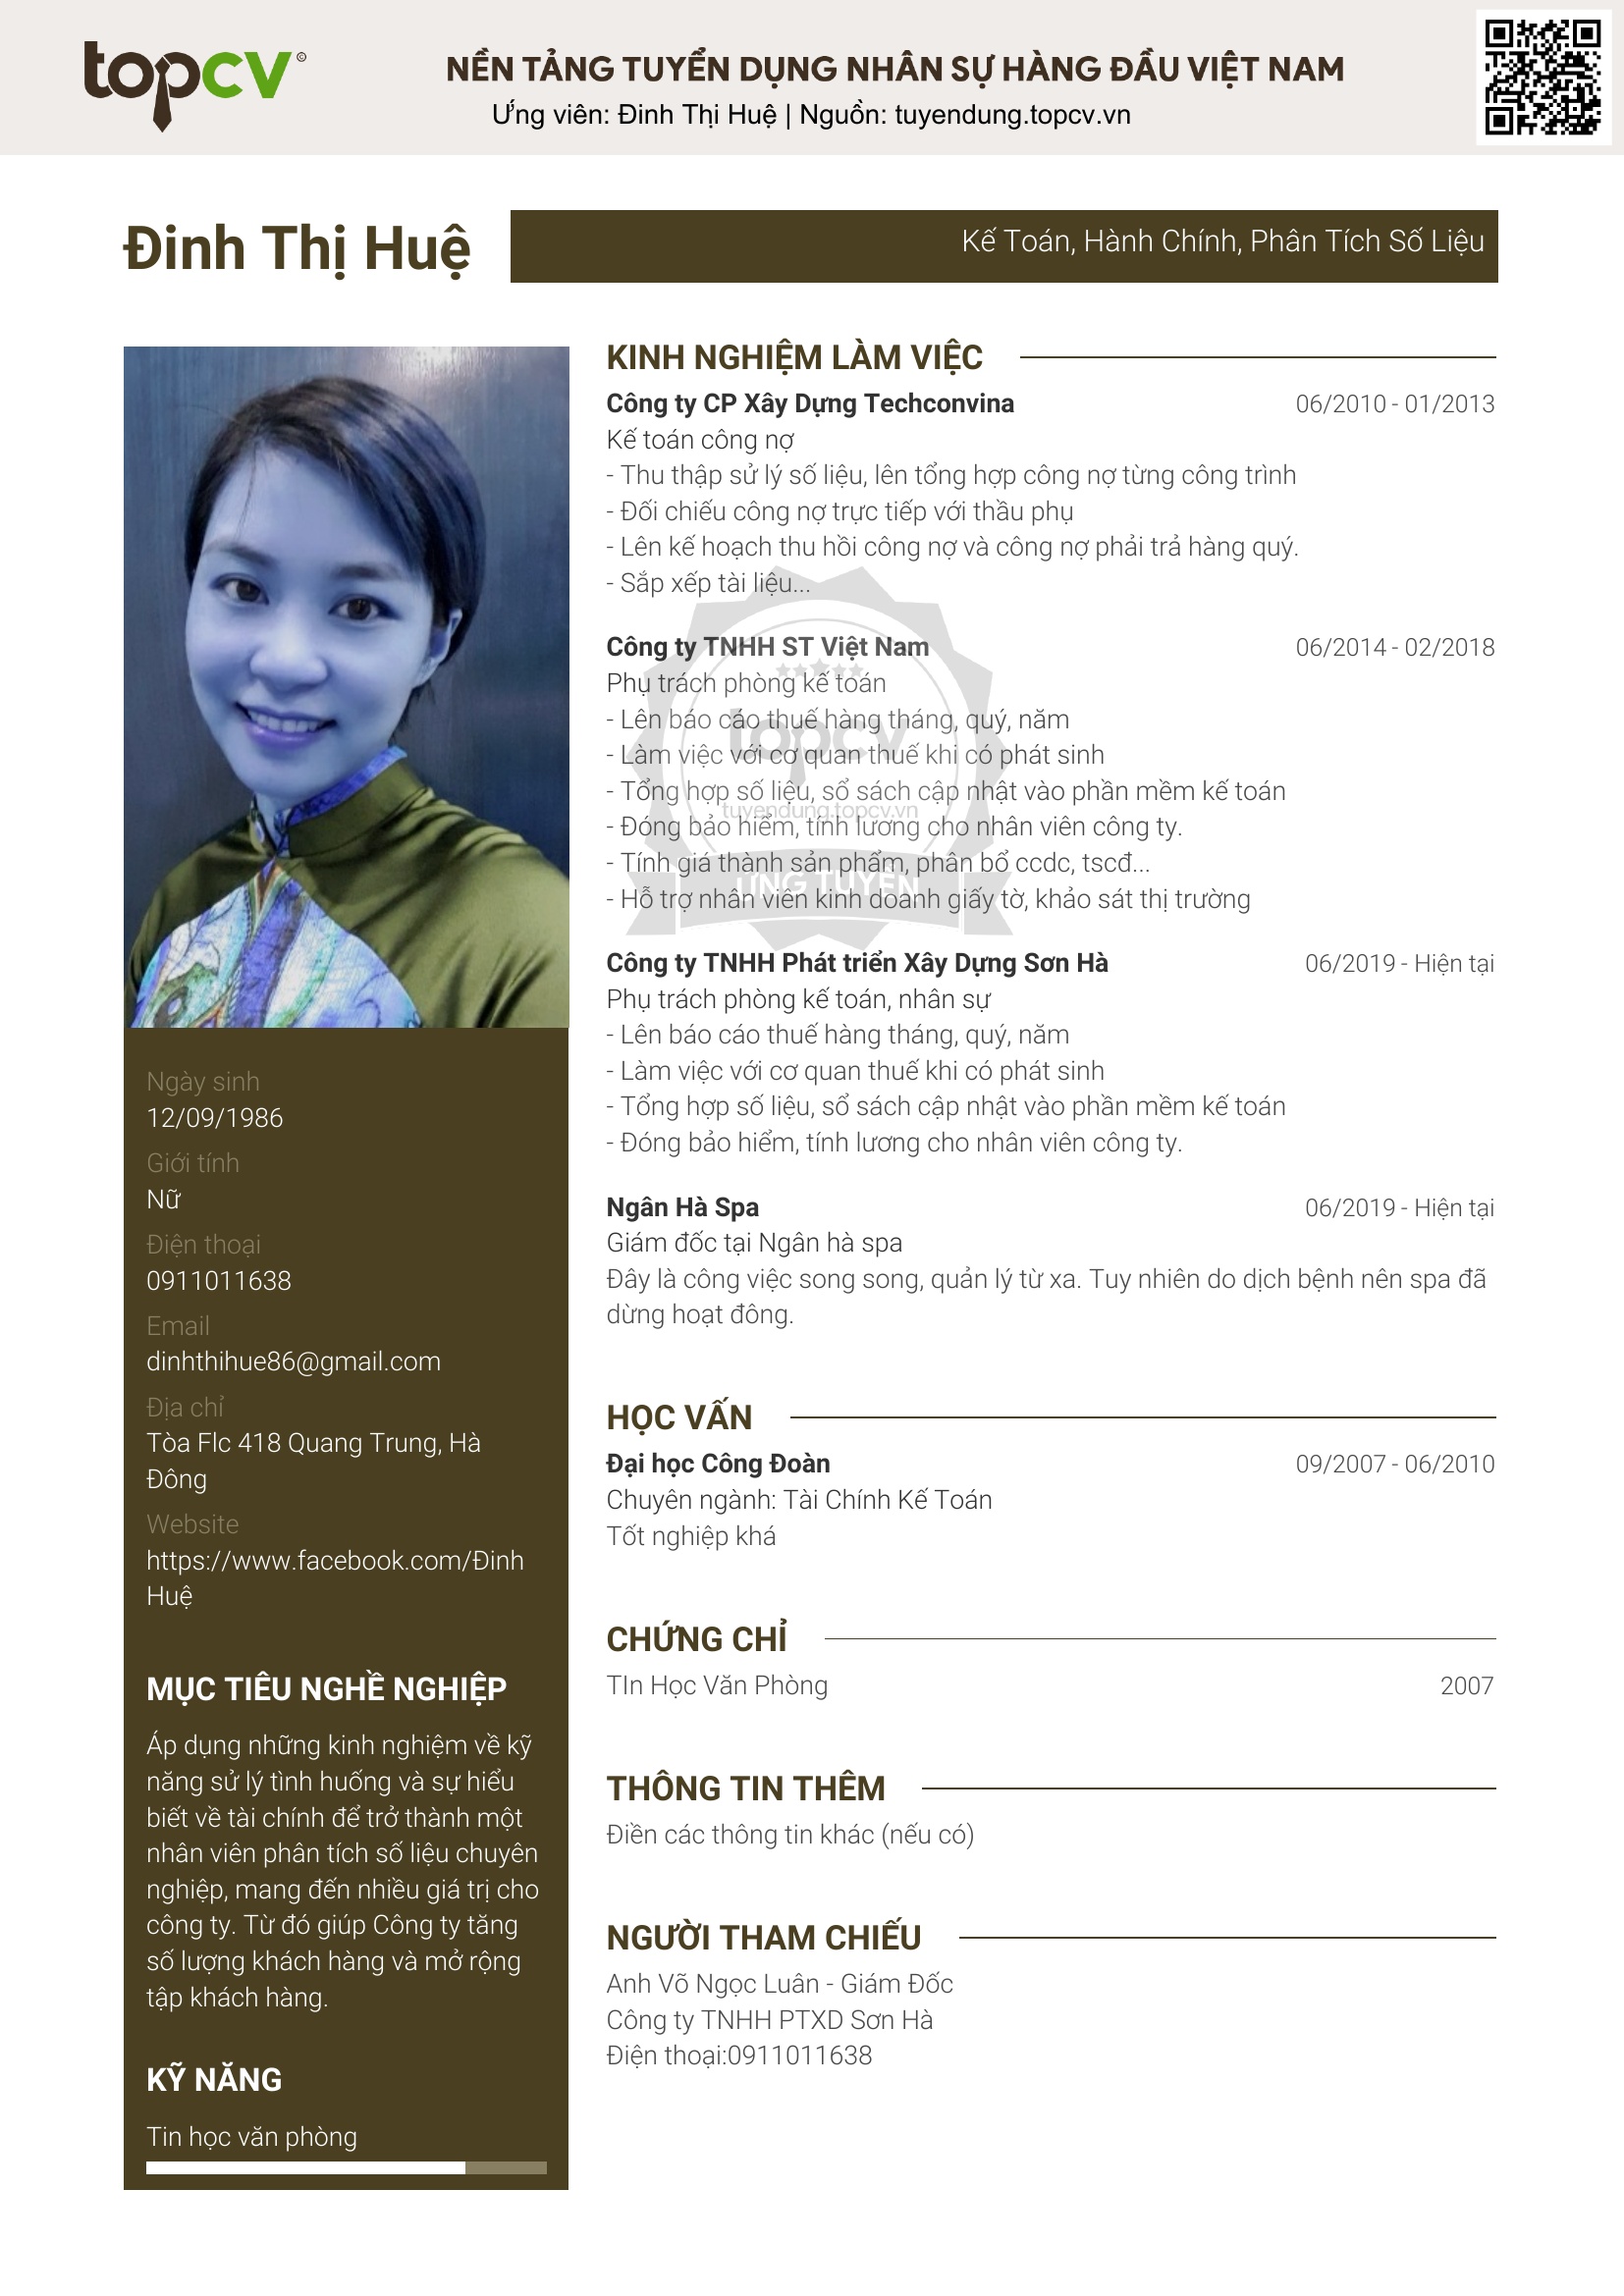 topcv©
NỀN TẢNG TUYỂN DỤNG NHÂN SỰ HÀNG ĐẦU VIỆT NAM
Ứng viên: Đinh Thị Huệ | Nguồn: tuyendung.topcv.vn
Đinh Thị Huệ
Kế Toán, Hành Chính, Phân Tích Số Liệu
Ngày sinh
12/09/1986
Giới tính
Nữ
Điện thoại
0911011638
Email
dinhthihue86@gmail.com
Địa chỉ
Tòa Flc 418 Quang Trung, Hà
Đông
Website
https://www.facebook.com/Đinh
Huệ
MỤC TIÊU NGHỀ NGHIỆP
Áp dụng những kinh nghiệm về kỹ
năng sử lý tình huống và sự hiểu
biết về tài chính để trở thành một
nhân viên phân tích số liệu chuyên
nghiệp, mang đến nhiều giá trị cho
công ty. Từ đó giúp Công ty tăng
số lượng khách hàng và mở rộng
tập khách hàng.
KỸ NĂNG
Tin học văn phòng
KINH NGHIỆM LÀM VIỆC
Công ty CP Xây Dựng Techconvina 06/2010 - 01/2013
Kế toán công nợ
- Thu thập sử lý số liệu, lên tổng hợp công nợ từng công trình
- Đối chiếu công nợ trực tiếp với thầu phụ
- Lên kế hoạch thu hồi công nợ và công nợ phải trả hàng quý.
- Sắp xếp tài liệu...
Công ty TNHH ST Việt Nam 06/2014 - 02/2018
Phụ trách phòng kế toán
- Lên báo cáo thuế hàng tháng, quý, năm
- Làm việc với cơ quan thuế khi có phát sinh
- Tổng hợp số liệu, sổ sách cập nhật vào phần mềm kế toán
- Đóng bảo hiểm, tính lương cho nhân viên công ty.
- Tính giá thành sản phẩm, phân bổ ccdc, tscđ...
- Hỗ trợ nhân viên kinh doanh giấy tờ, khảo sát thị trường
topcv
tuyendung.topcv.vn
ỨNG TUYỂN
Công ty TNHH Phát triển Xây Dựng Sơn Hà 06/2019 - Hiện tại
Phụ trách phòng kế toán, nhân sự
- Lên báo cáo thuế hàng tháng, quý, năm
- Làm việc với cơ quan thuế khi có phát sinh
- Tổng hợp số liệu, sổ sách cập nhật vào phần mềm kế toán
- Đóng bảo hiểm, tính lương cho nhân viên công ty.
Ngân Hà Spa 06/2019 - Hiện tại
Giám đốc tại Ngân hà spa
Đây là công việc song song, quản lý từ xa. Tuy nhiên do dịch bệnh nên spa đã
dừng hoạt đông.
HỌC VẤN
Đại học Công Đoàn 09/2007 - 06/2010
Chuyên ngành: Tài Chính Kế Toán
Tốt nghiệp khá
CHỨNG CHỈ
TIn Học Văn Phòng 2007
THÔNG TIN THÊM
Điền các thông tin khác (nếu có)
NGƯỜI THAM CHIẾU
Anh Võ Ngọc Luân - Giám Đốc
Công ty TNHH PTXD Sơn Hà
Điện thoại:0911011638